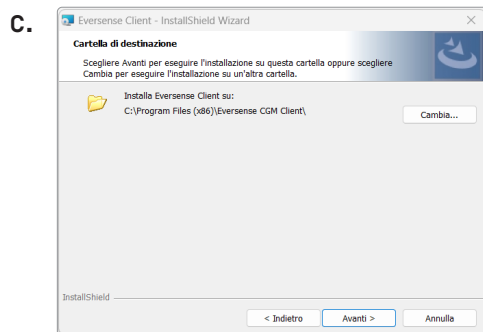 C.
Eversense Client - InstallShield Wizard
Cartella di destinazione
Scegliere Avanti per eseguire l'installazione su questa cartella oppure scegliere
Cambia per eseguire l'installazione su un'altra cartella.
Installa Eversense Client su:
C:\Program Files (x86)\Eversense CGM Client\
Cambia...
InstallShield
< Indietro
Avanti >
Annulla